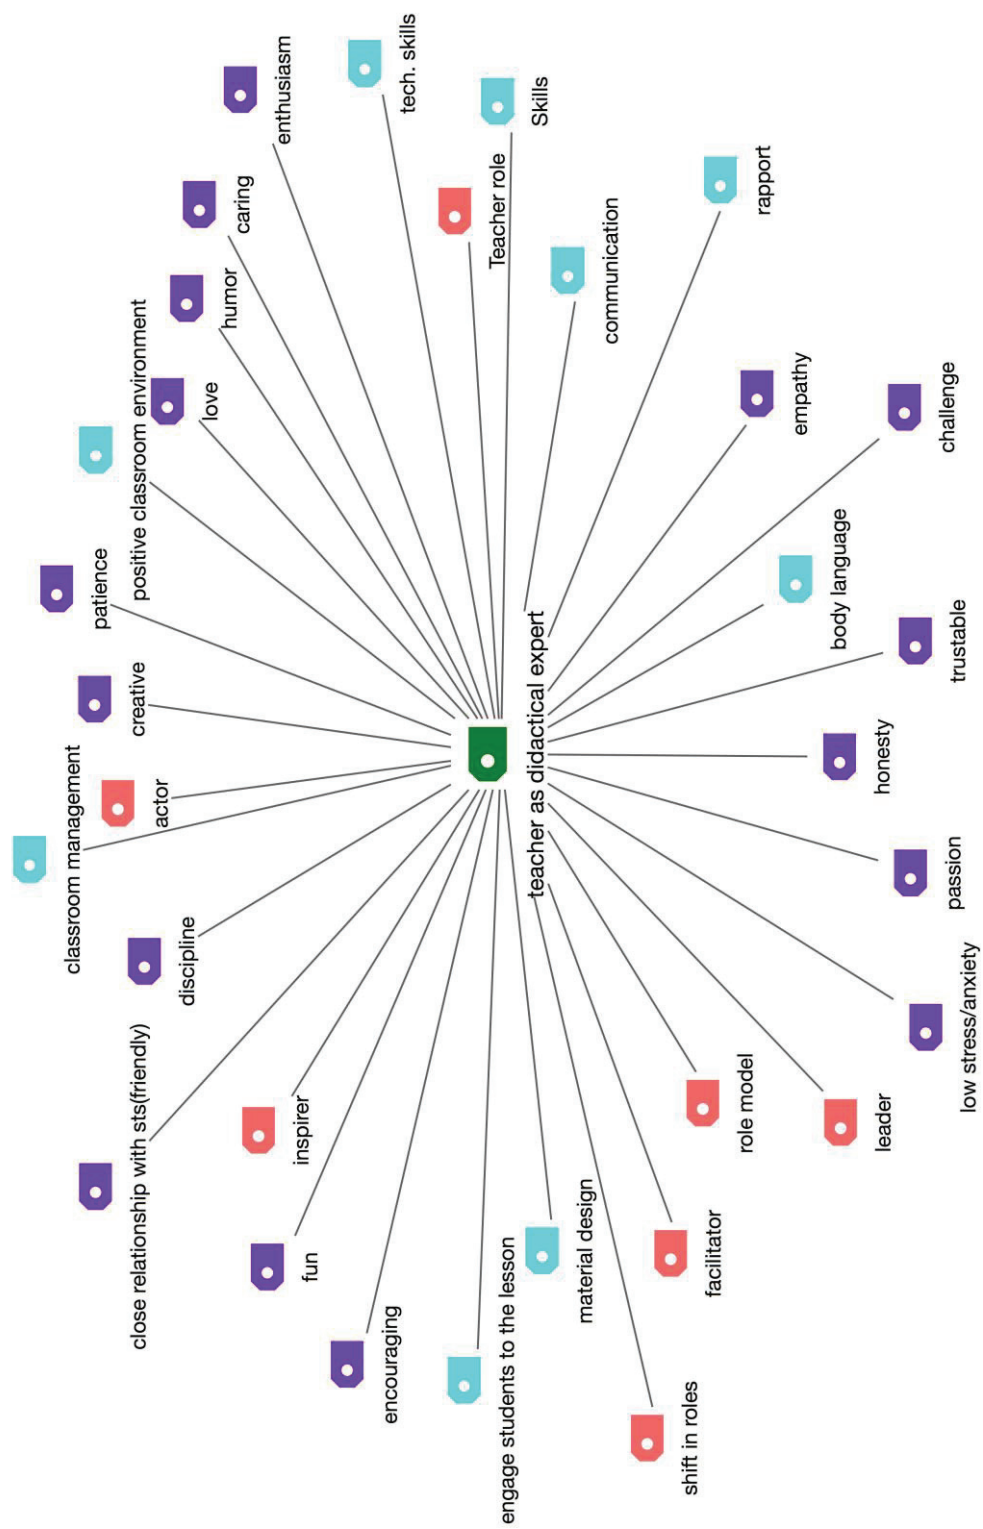 classroom management
patience
close relationship with sts(friendly)
creative
positive classroom environment
actor
discipline
love
humor
caring
enthusiasm
inspirer
fun
encouraging
tech. skills
Teacher role
engage students to the lesson
Skills
teacher as didactical expert
material design
communication
shift in roles
facilitator
role model
rapport
empathy
body language
honesty
leader
challenge
passion
trustable
low stress/anxiety